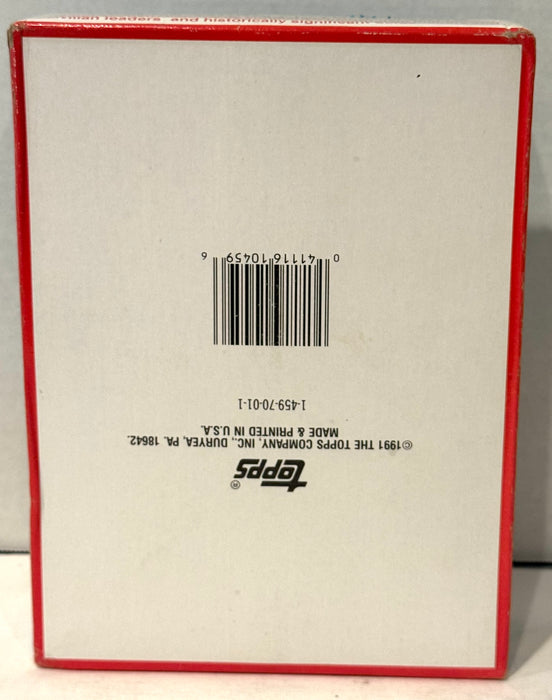 leaders and historically significant
topps®
©1991 THE TOPPS COMPANY, INC., DURYEA, PA. 18642.
MADE & PRINTED IN U.S.A.
1-459-70-01-1
0 41116 10459 6